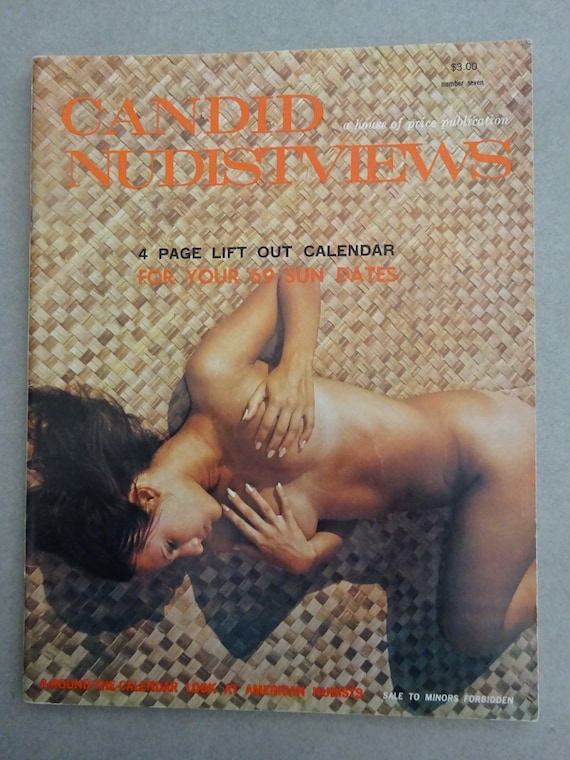 $3.00
number seven
CANDID
a house of price publication
NUDISTVIEWS
4 PAGE LIFT OUT CALENDAR
FOR YOUR '69 SUN DATES
A-ROUND-THE-CALENDAR LOOK AT AMERICAN NUDISTS
SALE TO MINORS FORBIDDEN